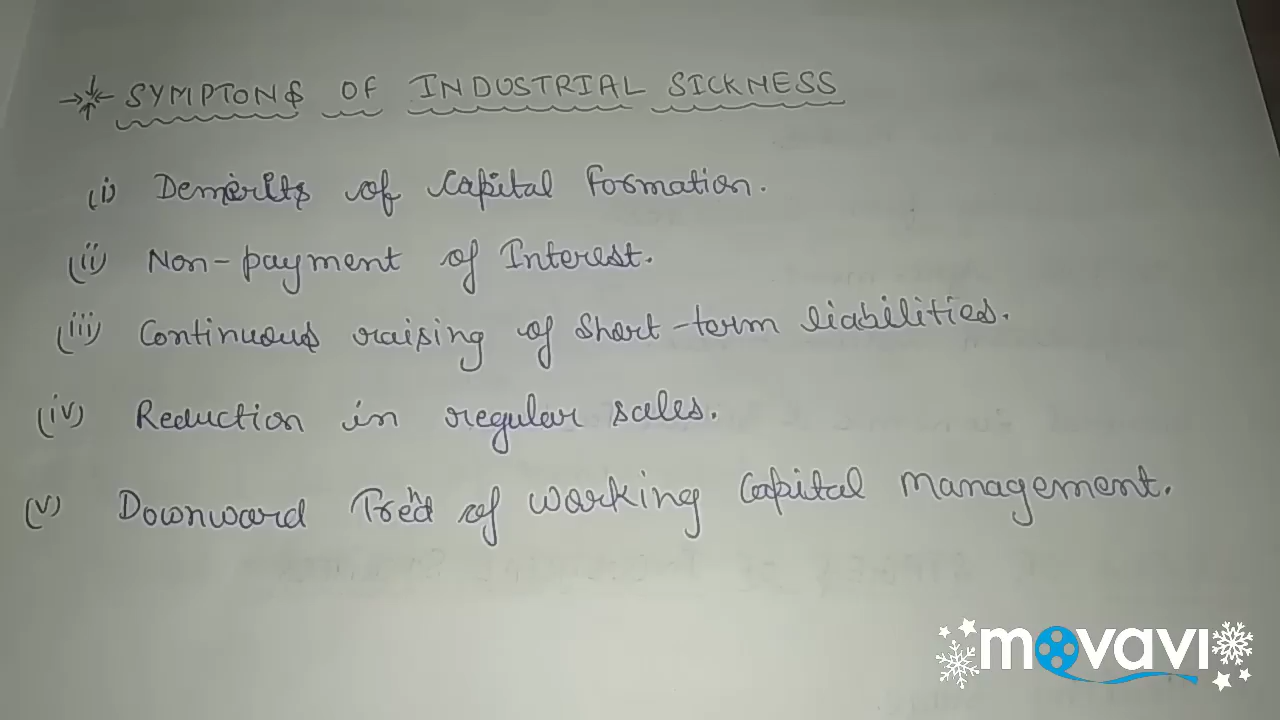 SYMPTONS OF INDUSTRIAL SICKNESS
(i) Demerits of Capital Formation.
(ii) Non-payment of Interest.
(iii) Continuous raising of Short-term liabilities.
(iv) Reduction in regular sales.
(v) Downward Trend of working Capital Management.
movavi